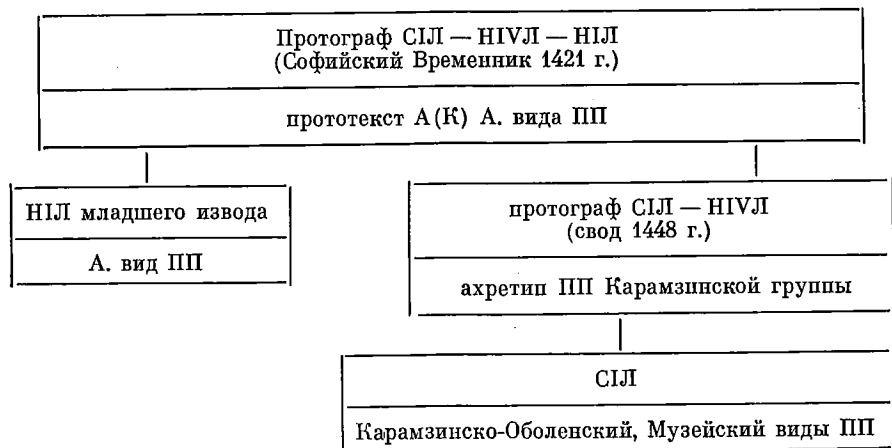 Протограф СIЛ — НIVЛ — НIЛ
(Софийский Временник 1421 г.)
прототекст А(К) А. вида ПП
НIЛ младшего извода
А. вид ПП
протограф СIЛ — НIVЛ
(свод 1448 г.)
ахретип ПП Карамзинской группы
СIЛ
Карамзинско-Оболенский, Музейский виды ПП